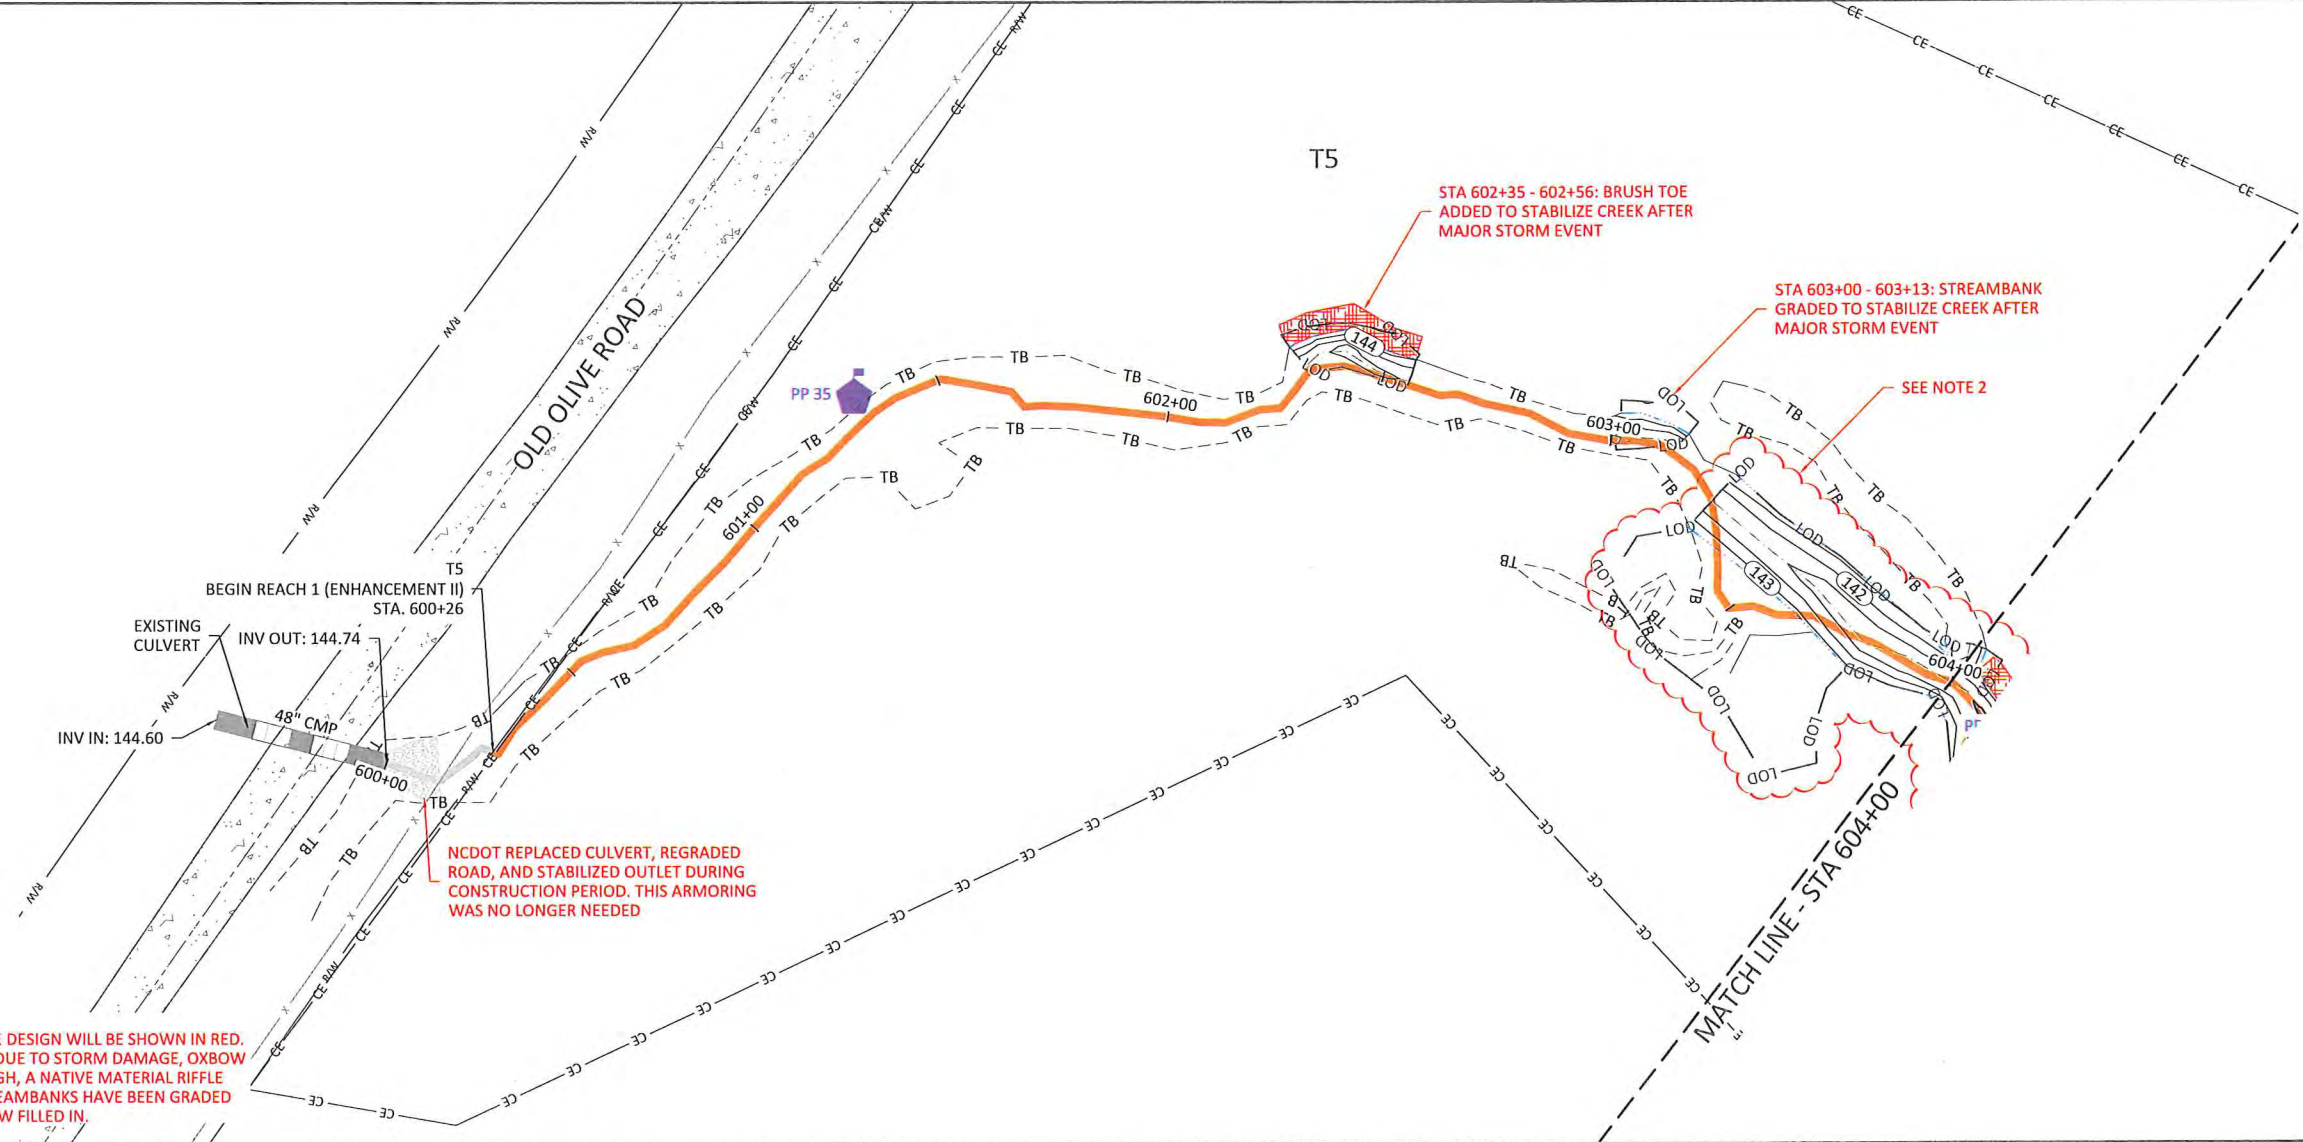 T5
STA 602+35 - 602+56: BRUSH TOE
ADDED TO STABILIZE CREEK AFTER
MAJOR STORM EVENT
STA 603+00 - 603+13: STREAMBANK
GRADED TO STABILIZE CREEK AFTER
MAJOR STORM EVENT
SEE NOTE 2
OLD OLIVE ROAD
PP 35
144
601+00
602+00
603+00
143
142
604+00
T5
BEGIN REACH 1 (ENHANCEMENT II)
STA. 600+26
EXISTING
CULVERT
INV OUT: 144.74
48" CMP
INV IN: 144.60
600+00
NCDOT REPLACED CULVERT, REGRADED
ROAD, AND STABILIZED OUTLET DURING
CONSTRUCTION PERIOD. THIS ARMORING
WAS NO LONGER NEEDED
MATCH LINE - STA 604+00
DESIGN WILL BE SHOWN IN RED.
DUE TO STORM DAMAGE, OXBOW
GH, A NATIVE MATERIAL RIFFLE
EAMBANKS HAVE BEEN GRADED
W FILLED IN.
CE
R/W
TB
LOD
X